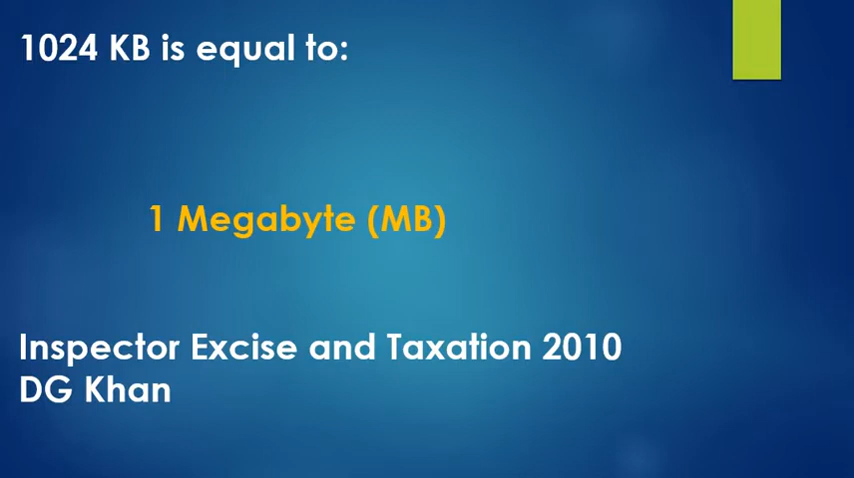 1024 KB is equal to:
1 Megabyte (MB)
Inspector Excise and Taxation 2010
DG Khan